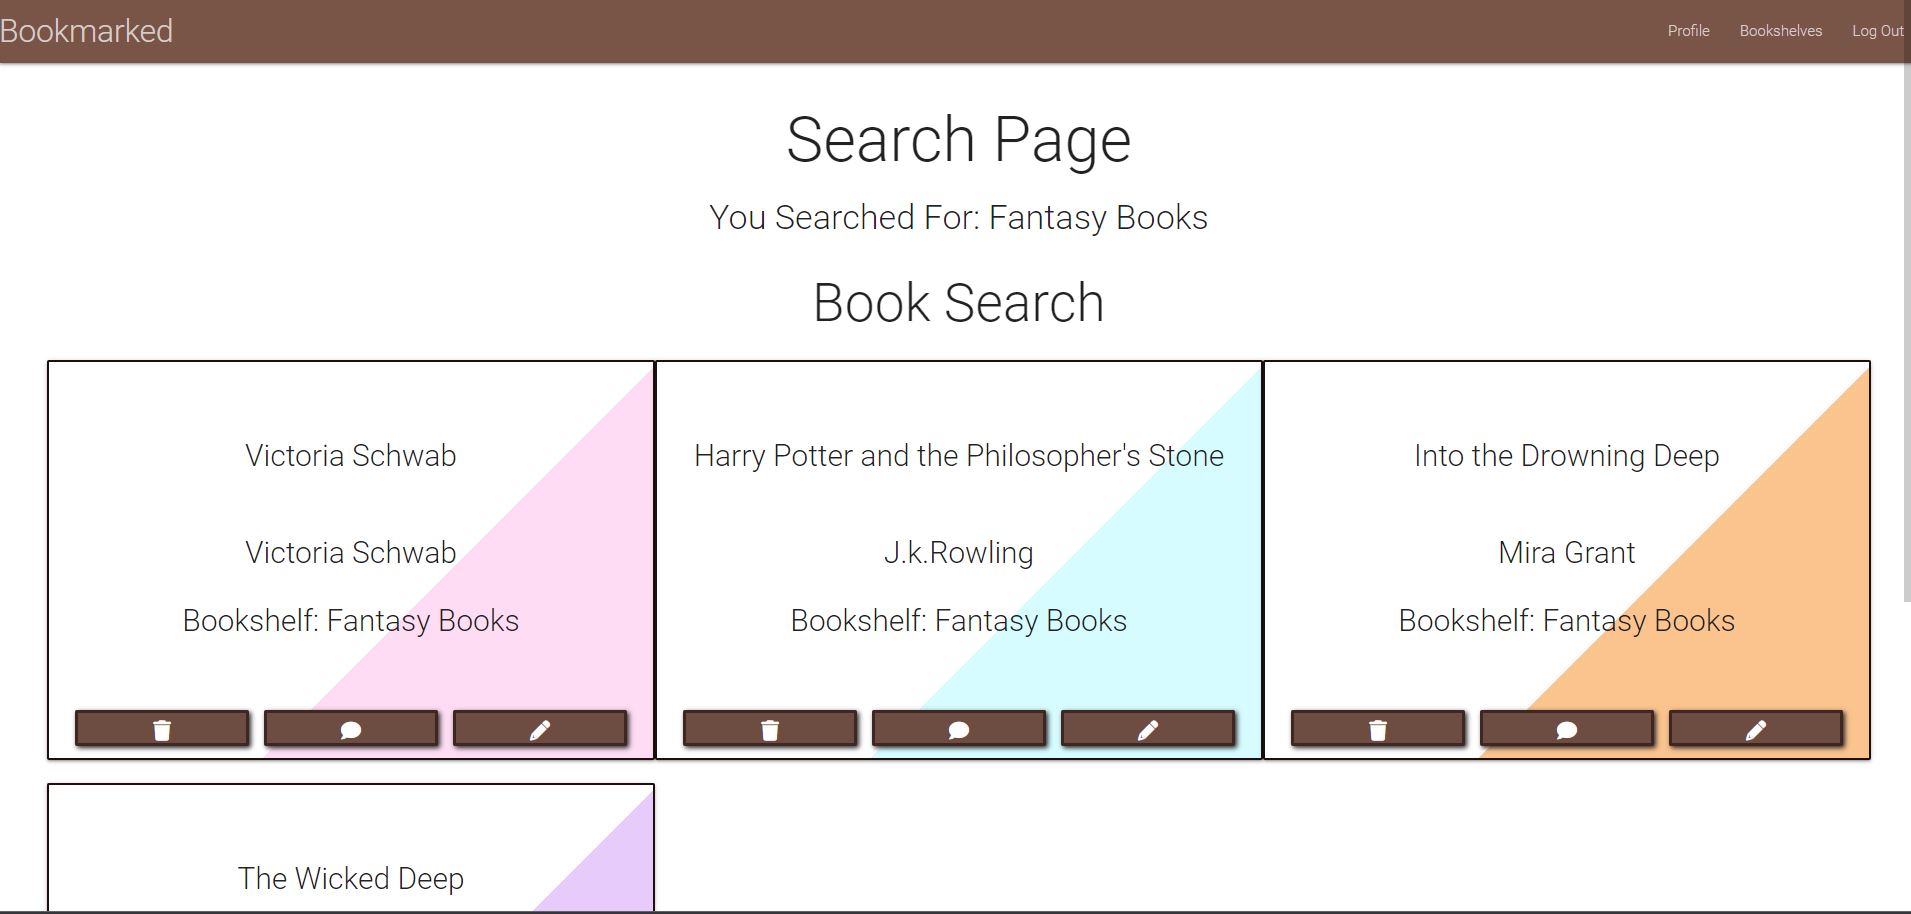 Bookmarked
Profile Bookshelves Log Out
Search Page
You Searched For: Fantasy Books
Book Search
Victoria Schwab
Victoria Schwab
Bookshelf: Fantasy Books
Harry Potter and the Philosopher's Stone
J.k.Rowling
Bookshelf: Fantasy Books
Into the Drowning Deep
Mira Grant
Bookshelf: Fantasy Books
The Wicked Deep